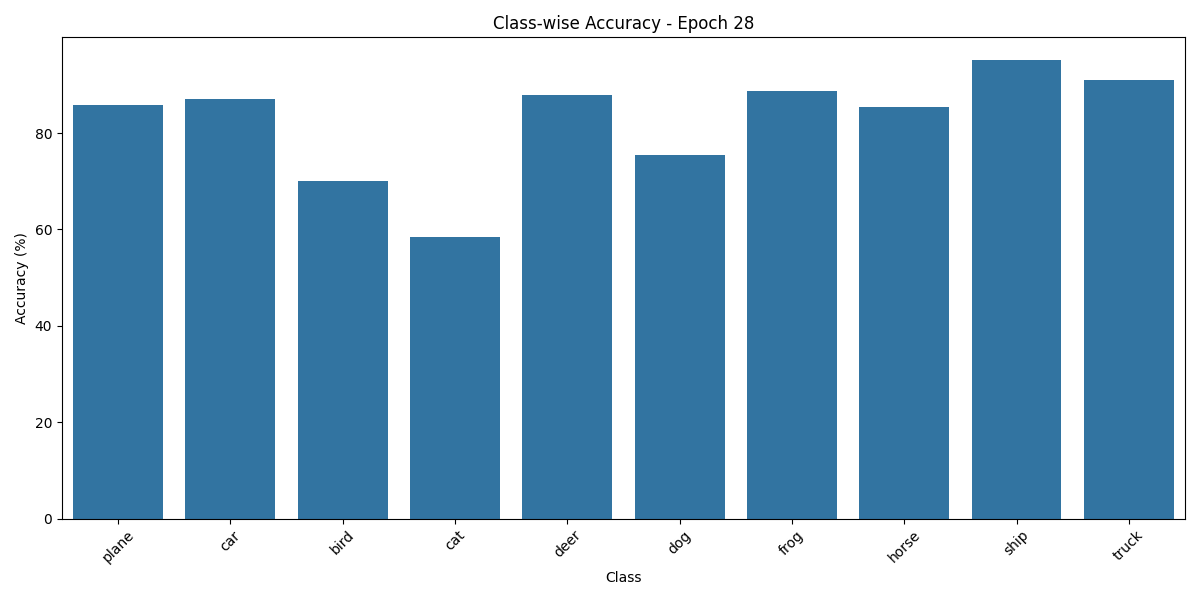 Class-wise Accuracy - Epoch 28
Accuracy (%)
80
60
40
20
0
plane
car
bird
cat
deer
dog
frog
horse
ship
truck
Class